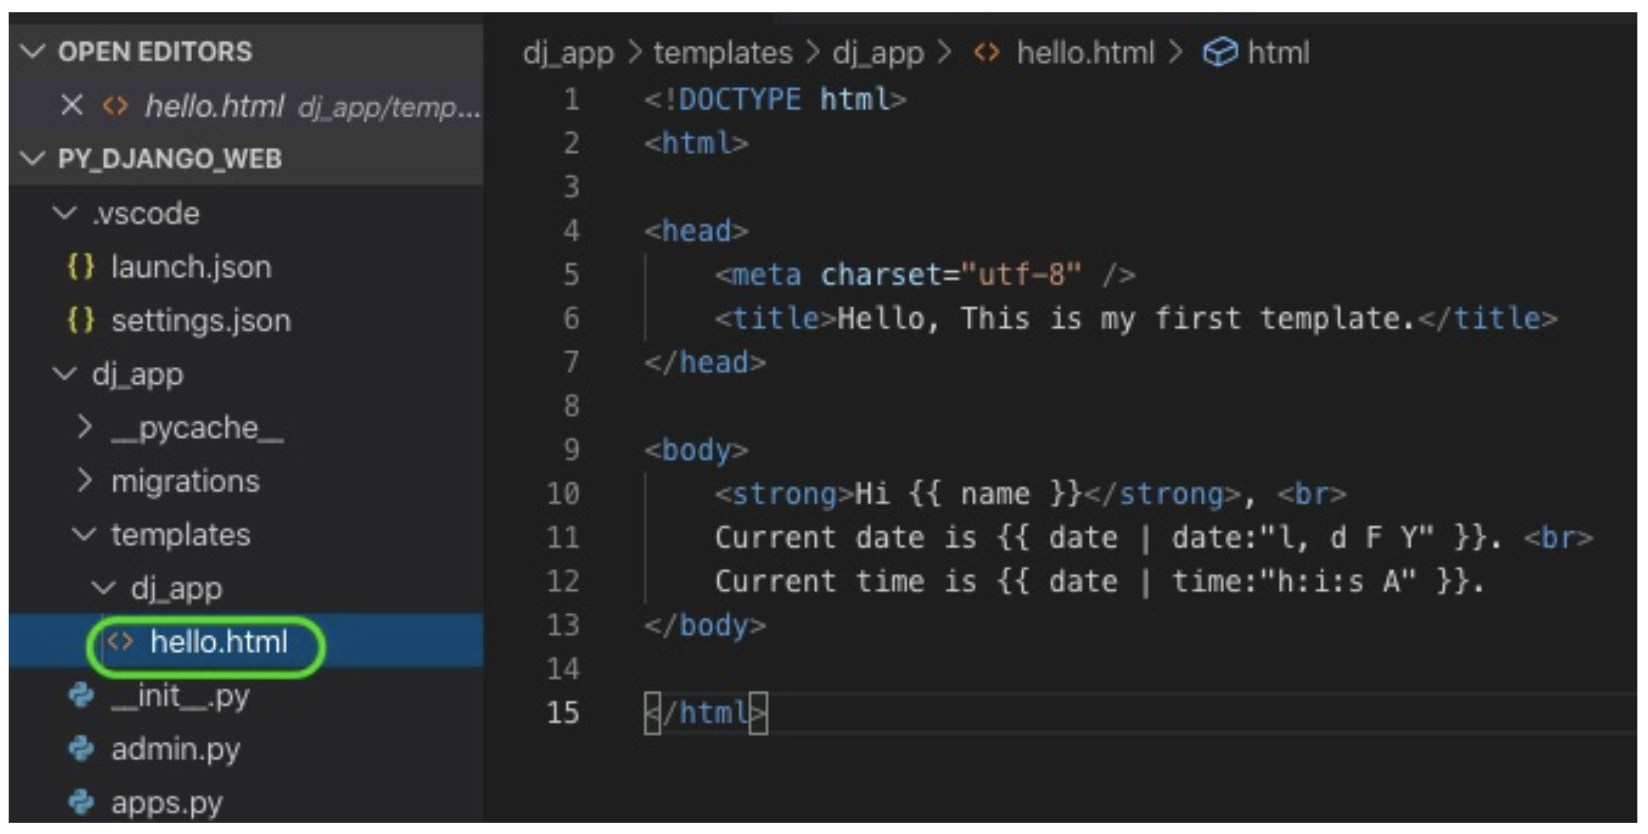 OPEN EDITORS
hello.html dj_app/temp...
PY_DJANGO_WEB
.vscode
{} launch.json
{} settings.json
dj_app
__pycache__
migrations
templates
dj_app
<> hello.html
__init__.py
admin.py
apps.py
dj_app > templates > dj_app > <> hello.html > html
1 <!DOCTYPE html>
2 <html>
3
4 <head>
5 <meta charset="utf-8" />
6 <title>Hello, This is my first template.</title>
7 </head>
8
9 <body>
10 <strong>Hi {{ name }}</strong>, <br>
11 Current date is {{ date | date:"l, d F Y" }}. <br>
12 Current time is {{ date | time:"h:i:s A" }}.
13 </body>
14
15 </html>